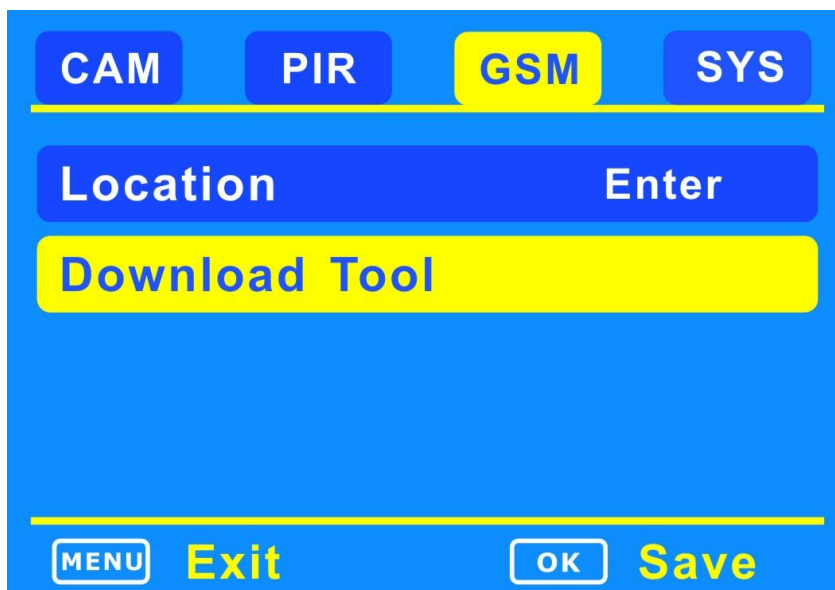 CAM PIR GSM SYS
Location Enter
Download Tool
MENU Exit OK Save